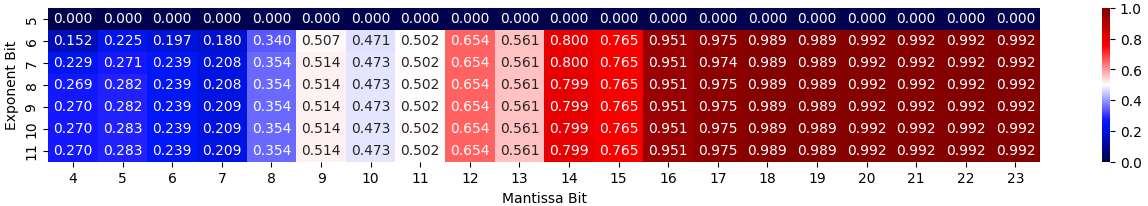 5 0.000 0.000 0.000 0.000 0.000 0.000 0.000 0.000 0.000 0.000 0.000 0.000 0.000 0.000 0.000 0.000 0.000 0.000 0.000 0.000 1.0
6 0.152 0.225 0.197 0.180 0.340 0.507 0.471 0.502 0.654 0.561 0.800 0.765 0.951 0.975 0.989 0.989 0.992 0.992 0.992 0.992 0.8
7 0.229 0.271 0.239 0.208 0.354 0.514 0.473 0.502 0.654 0.561 0.800 0.765 0.951 0.974 0.989 0.989 0.992 0.992 0.992 0.992 0.6
8 0.269 0.282 0.239 0.208 0.354 0.514 0.473 0.502 0.654 0.561 0.799 0.765 0.951 0.975 0.989 0.989 0.992 0.992 0.992 0.992
9 0.270 0.282 0.239 0.209 0.354 0.514 0.473 0.502 0.654 0.561 0.799 0.765 0.951 0.975 0.989 0.989 0.992 0.992 0.992 0.992 0.4
10 0.270 0.283 0.239 0.209 0.354 0.514 0.473 0.502 0.654 0.561 0.799 0.765 0.951 0.975 0.989 0.989 0.992 0.992 0.992 0.992 0.2
11 0.270 0.283 0.239 0.209 0.354 0.514 0.473 0.502 0.654 0.561 0.799 0.765 0.951 0.975 0.989 0.989 0.992 0.992 0.992 0.992 0.0
Exponent Bit
4 5 6 7 8 9 10 11 12 13 14 15 16 17 18 19 20 21 22 23
Mantissa Bit